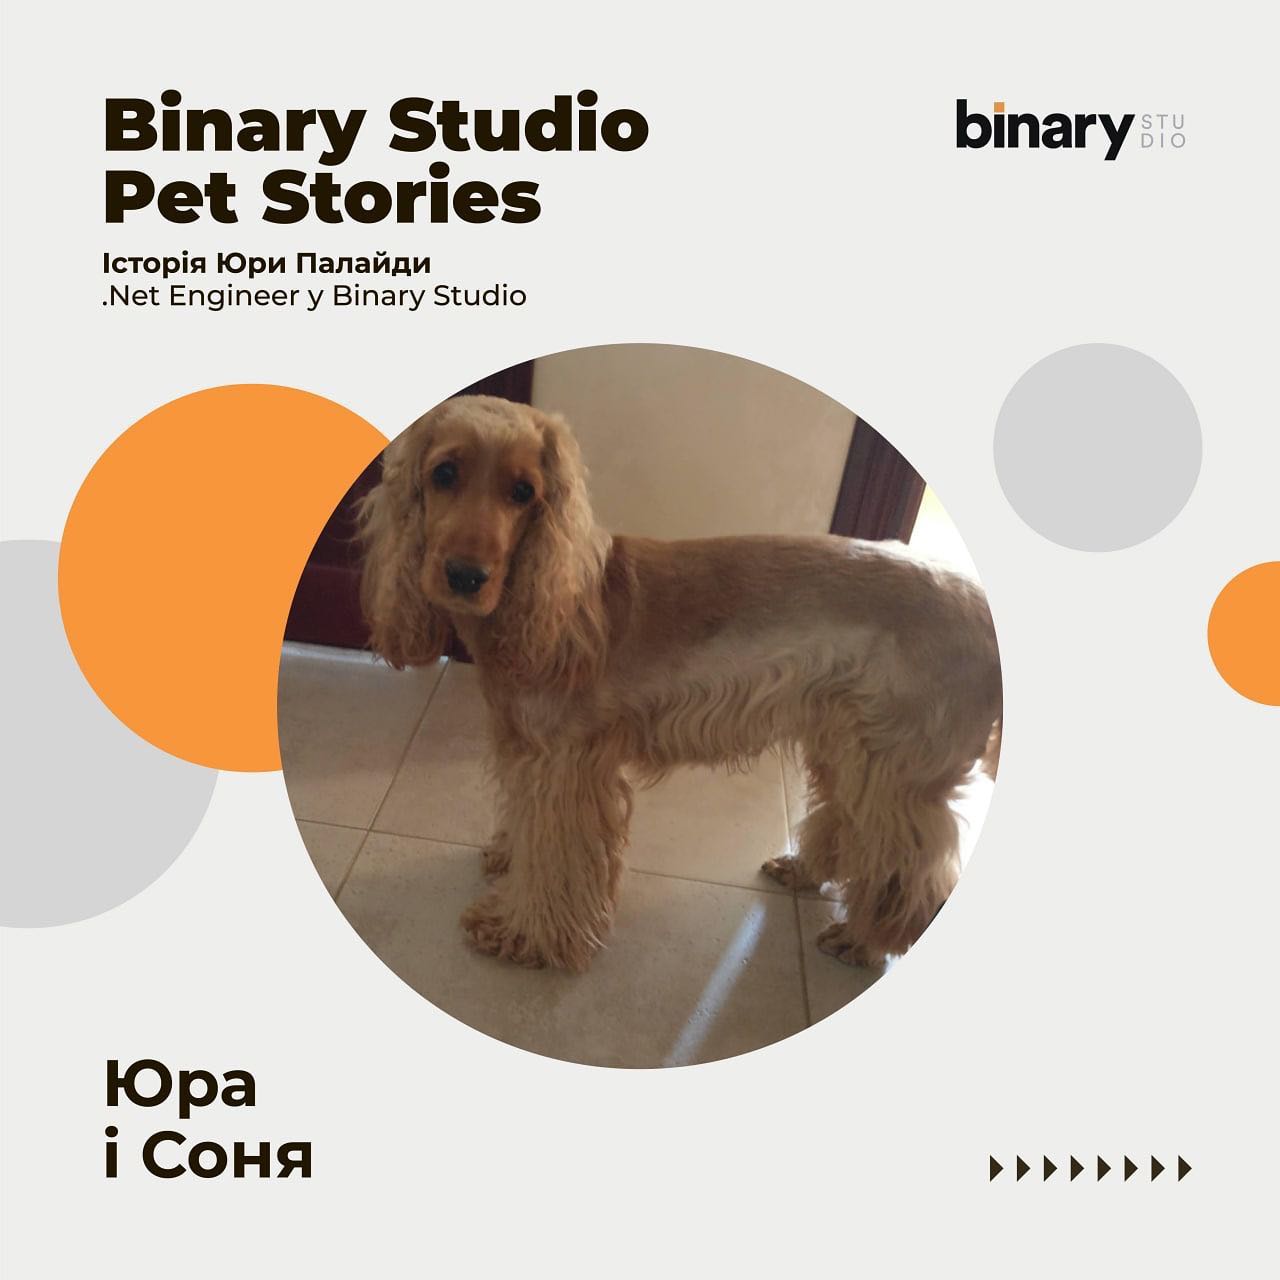 Binary Studio
Pet Stories
Історія Юри Палайди
.Net Engineer у Binary Studio
binary STU
DIO
Юра
і Соня